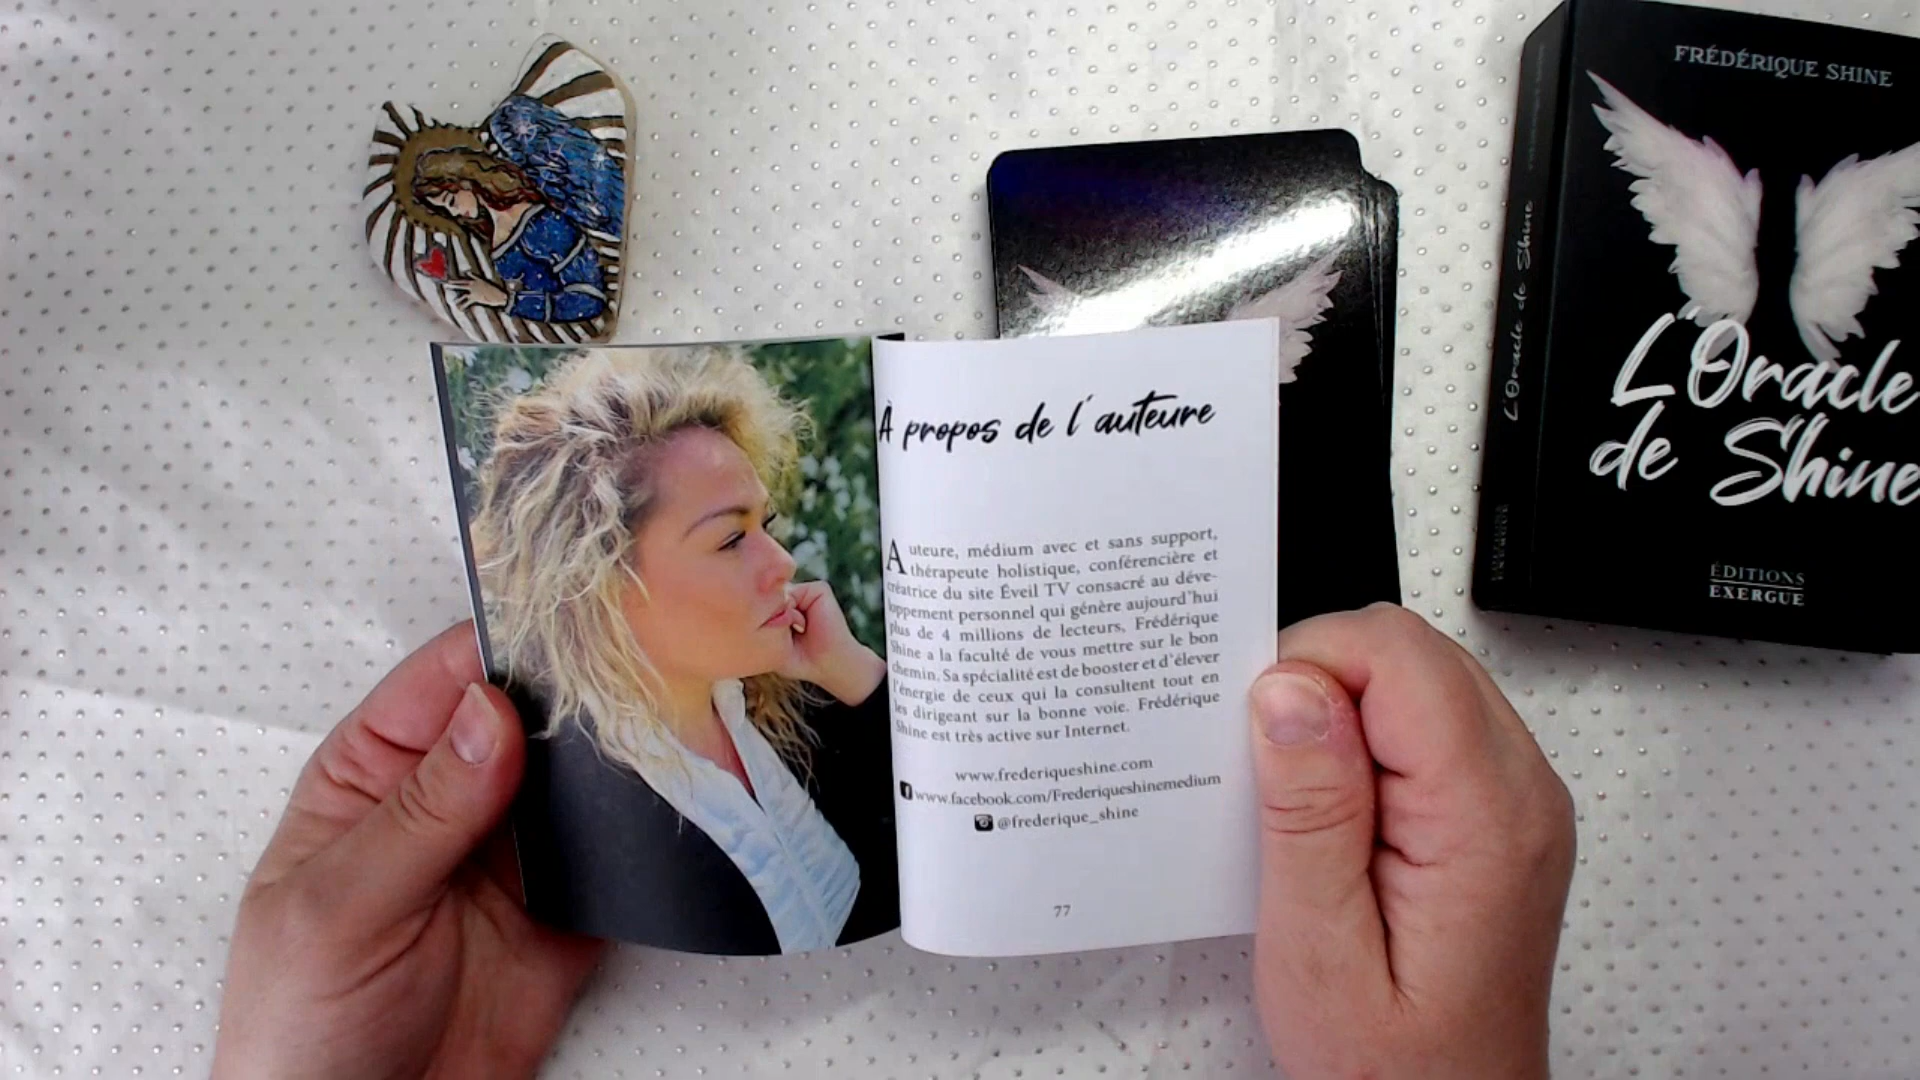 À propos de l'auteure
Auteure, médium avec et sans support,
thérapeute holistique, conférencière et
créatrice du site Éveil TV consacré au déve-
loppement personnel qui génère aujourd'hui
plus de 4 millions de lecteurs, Frédérique
Shine a la faculté de vous mettre sur le bon
chemin. Sa spécialité est de booster et d'élever
l'énergie de ceux qui la consultent tout en
les dirigeant sur la bonne voie. Frédérique
Shine est très active sur Internet.
www.frederiqueshine.com
www.facebook.com/Frederiqueshinemedium
@frederique_shine
77
L'Oracle de Shine
FRÉDÉRIQUE SHINE
L'Oracle
de Shine
ÉDITIONS
EXERGUE